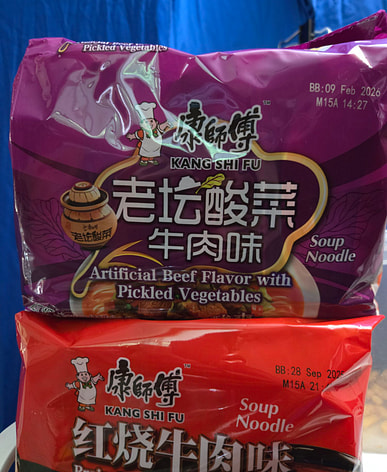 Pickled Vegetables
BB:09 Feb 2026
M15A 14:27
康師傅
KANG SHI FU
老坛酸菜
牛肉味
老坛酸菜
Soup
Noodle
Artificial Beef Flavor with
Pickled Vegetables
康師傅
KANG SHI FU
BB:28 Sep
M15A
Soup
Noodle
红烧牛肉味